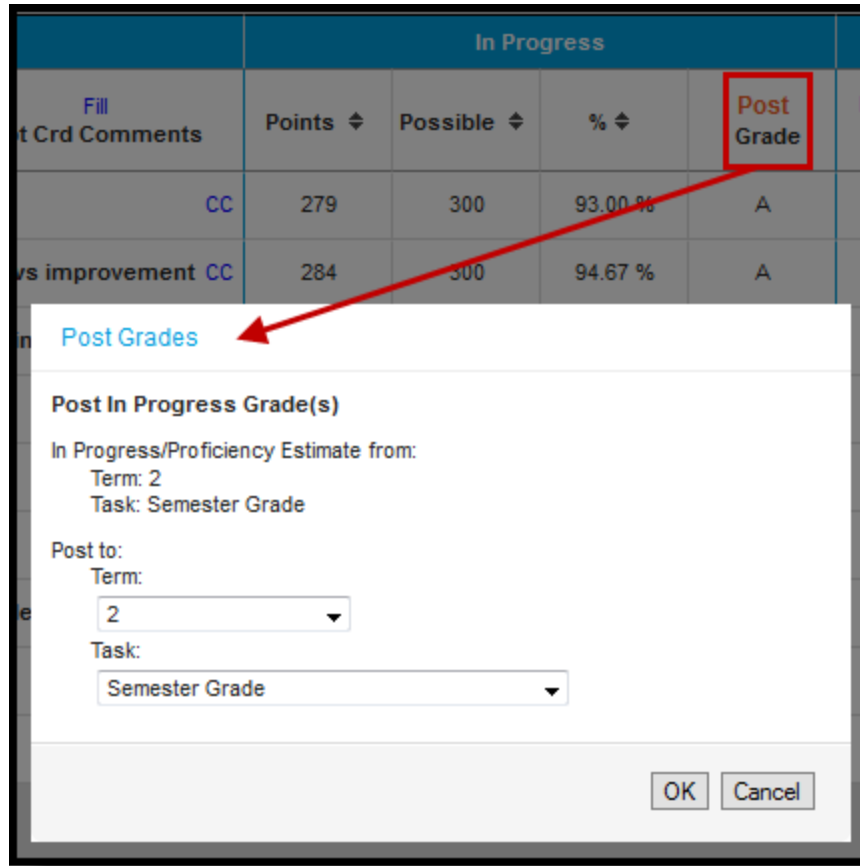 In Progress
Fill
t Crd Comments
Points
Possible
%
Post
Grade
CC 279 300 93.00 % A
vs improvement CC 284 300 94.67 % A
in
Post Grades
Post In Progress Grade(s)
In Progress/Proficiency Estimate from:
Term: 2
Task: Semester Grade
Post to:
Term:
le
2
Task:
Semester Grade
OK Cancel